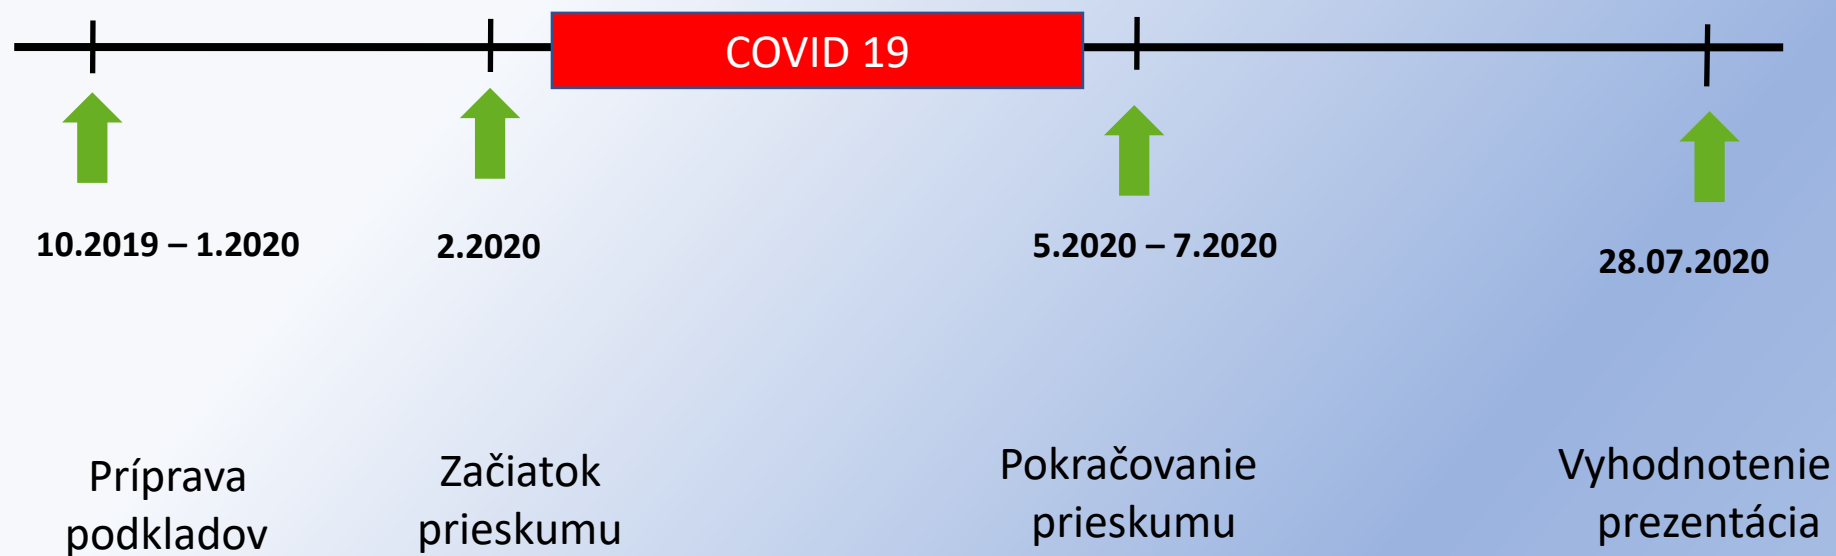 COVID 19
10.2019 – 1.2020
2.2020
5.2020 – 7.2020
28.07.2020
Príprava
podkladov
Začiatok
prieskumu
Pokračovanie
prieskumu
Vyhodnotenie
prezentácia